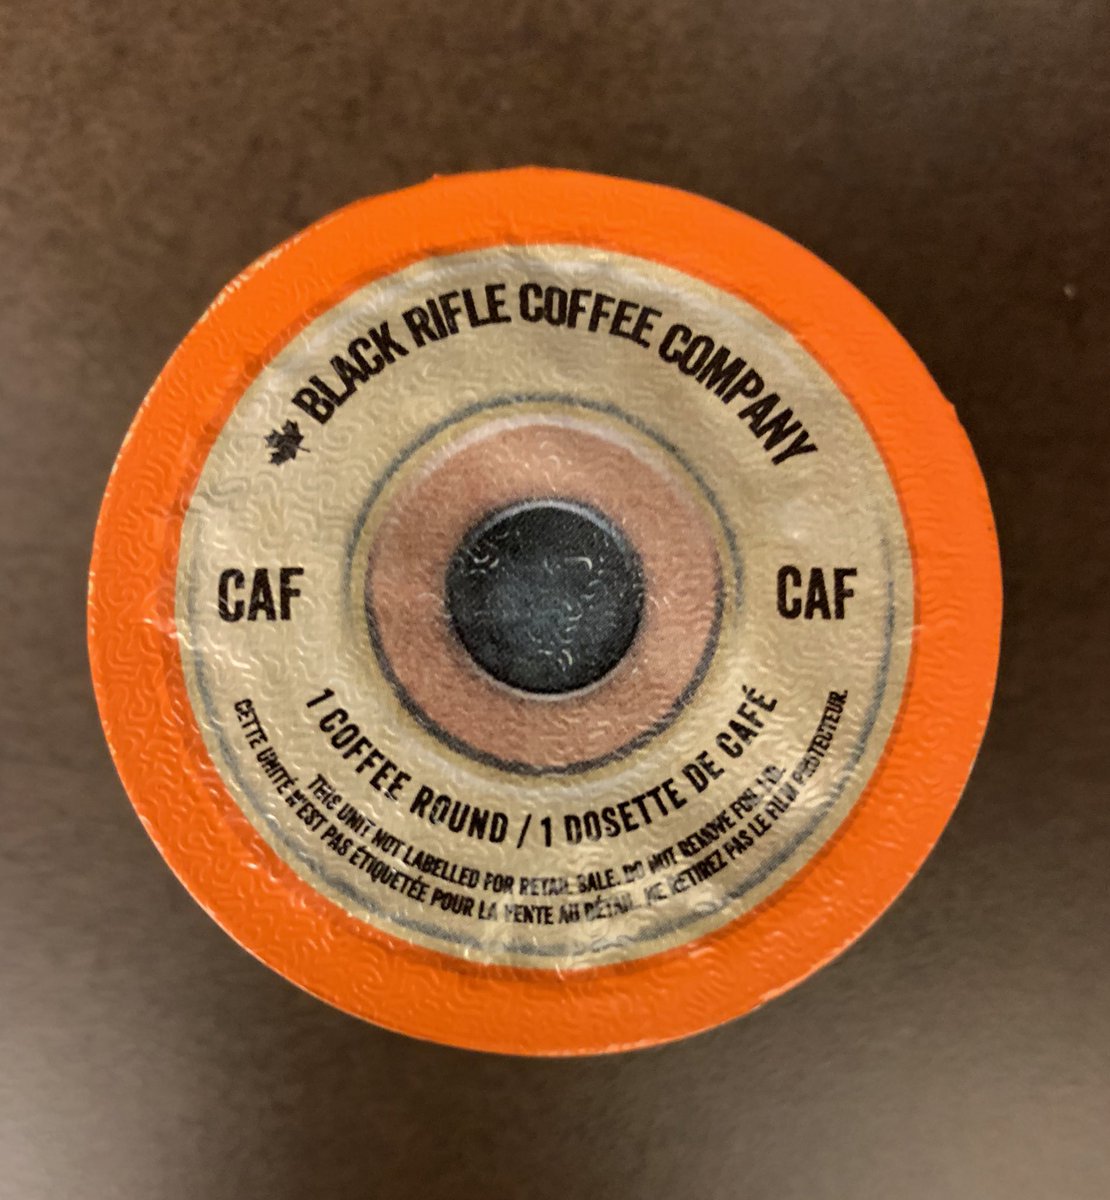 BLACK RIFLE COFFEE COMPANY
CAF
CAF
1 COFFEE ROUND / 1 DOSETTE DE CAFÉ
THIS UNIT NOT LABELLED FOR RETAIL SALE. DO NOT REMOVE FOIL LID.
CETTE UNITÉ N'EST PAS ÉTIQUETÉE POUR LA VENTE AU DÉTAIL. NE RETIREZ PAS LE FILM PROTECTEUR.